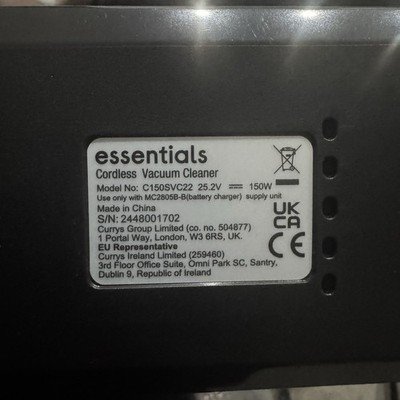 essentials
Cordless Vacuum Cleaner
Model No: C150SVC22 25.2V ⎓ 150W
Use only with MC2805B-B(battery charger) supply unit
Made in China
S/N: 2448001702
Currys Group Limited (co. no. 504877)
1 Portal Way, London, W3 6RS, UK.
EU Representative
Currys Ireland Limited (259460)
3rd Floor Office Suite, Omni Park SC, Santry,
Dublin 9, Republic of Ireland
UK
CA
CE